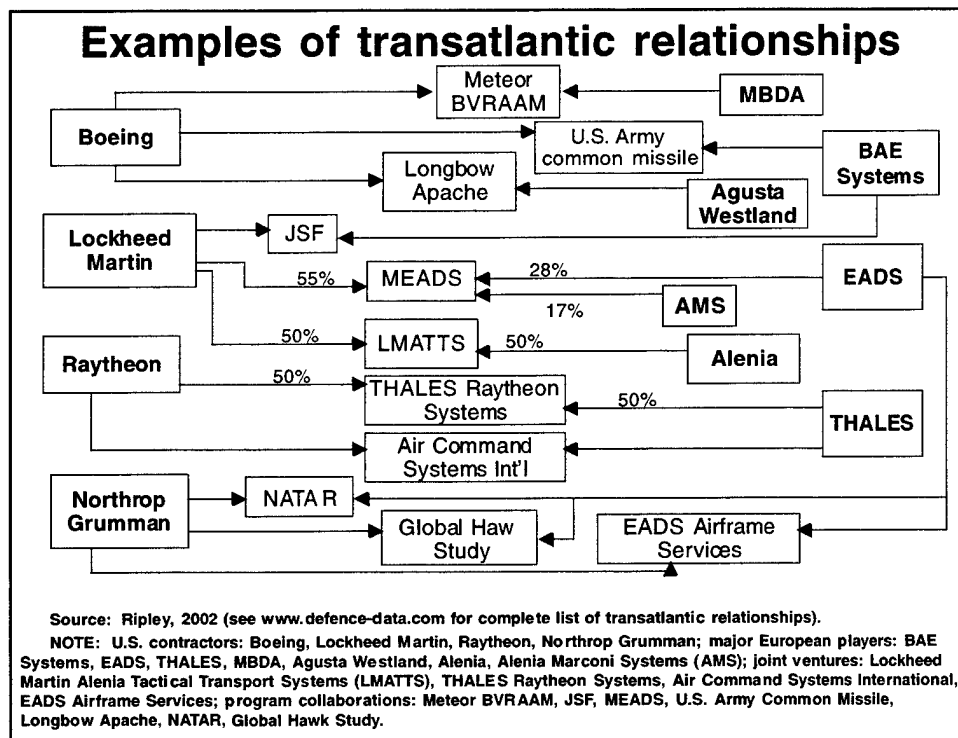 Examples of transatlantic relationships
Meteor
BVRAAM
MBDA
Boeing
U.S. Army
common missile
BAE
Systems
Longbow
Apache
Agusta
Westland
Lockheed
Martin
JSF
55%
MEADS
28%
EADS
17%
AMS
50%
LMATTS
50%
Alenia
Raytheon
50%
THALES Raytheon
Systems
50%
THALES
Air Command
Systems Int'l
Northrop
Grumman
NATAR
Global Haw
Study
EADS Airframe
Services
Source: Ripley, 2002 (see www.defence-data.com for complete list of transatlantic relationships).
NOTE: U.S. contractors: Boeing, Lockheed Martin, Raytheon, Northrop Grumman; major European players: BAE
Systems, EADS, THALES, MBDA, Agusta Westland, Alenia, Alenia Marconi Systems (AMS); joint ventures: Lockheed
Martin Alenia Tactical Transport Systems (LMATTS), THALES Raytheon Systems, Air Command Systems International,
EADS Airframe Services; program collaborations: Meteor BVRAAM, JSF, MEADS, U.S. Army Common Missile,
Longbow Apache, NATAR, Global Hawk Study.